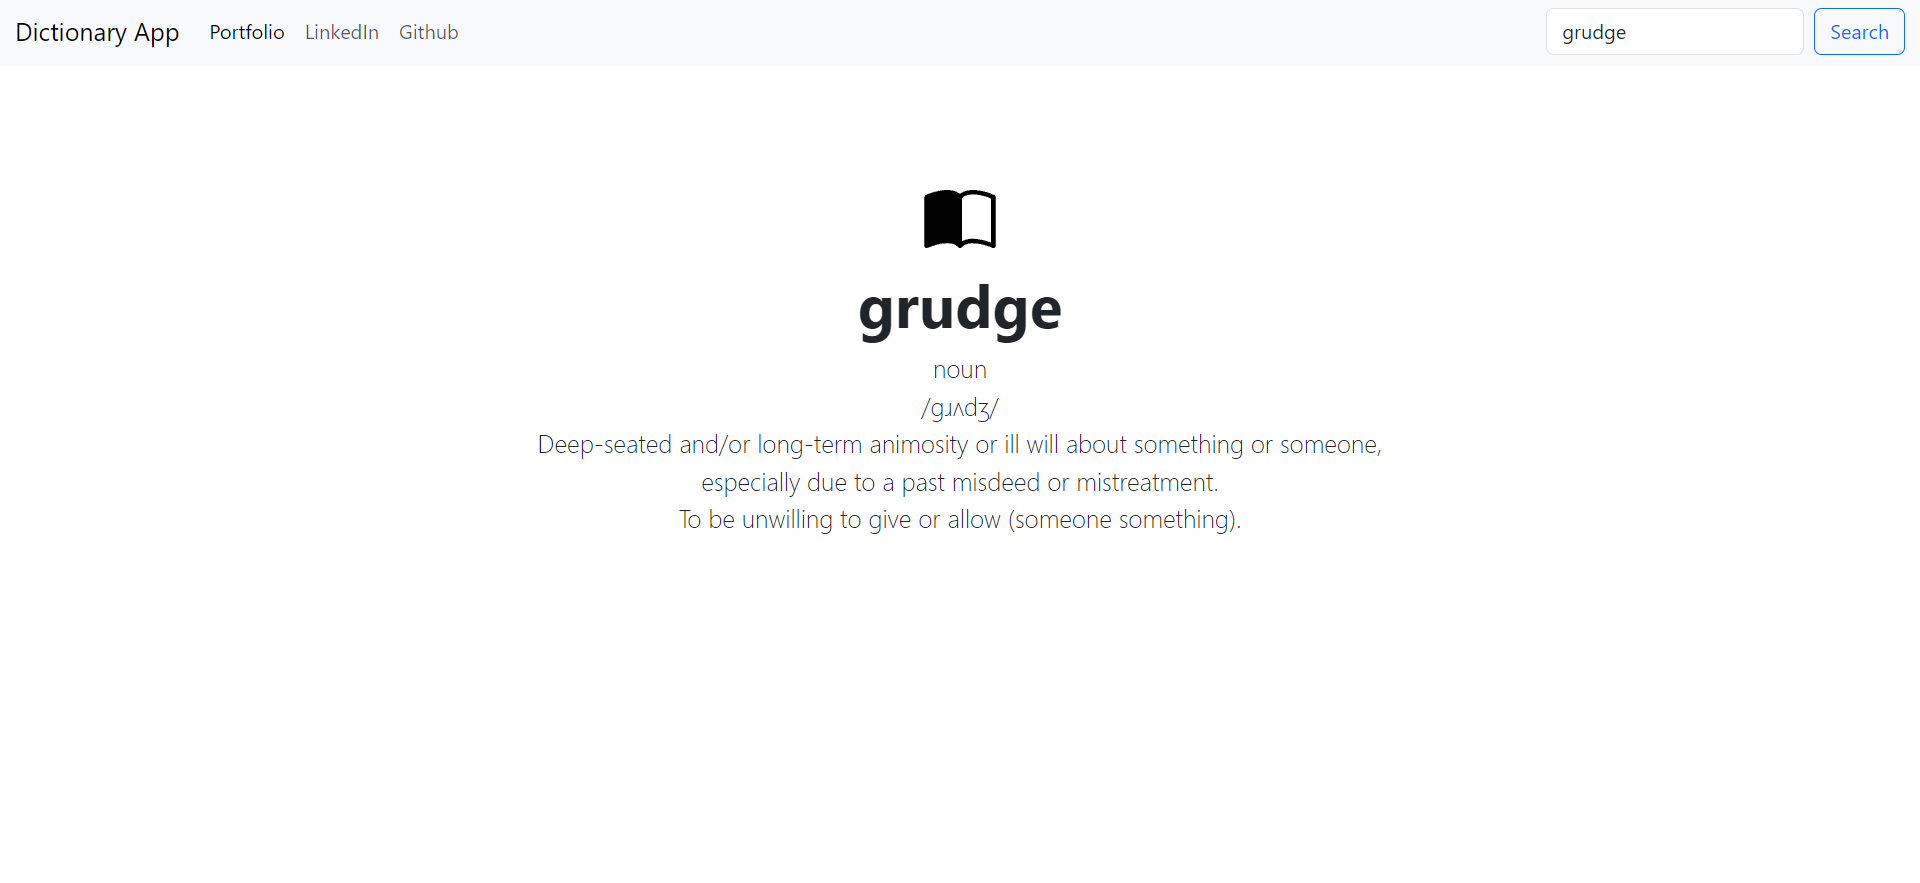 Dictionary App Portfolio LinkedIn Github grudge Search
grudge
noun
/ɡɹʌdʒ/
Deep-seated and/or long-term animosity or ill will about something or someone,
especially due to a past misdeed or mistreatment.
To be unwilling to give or allow (someone something).